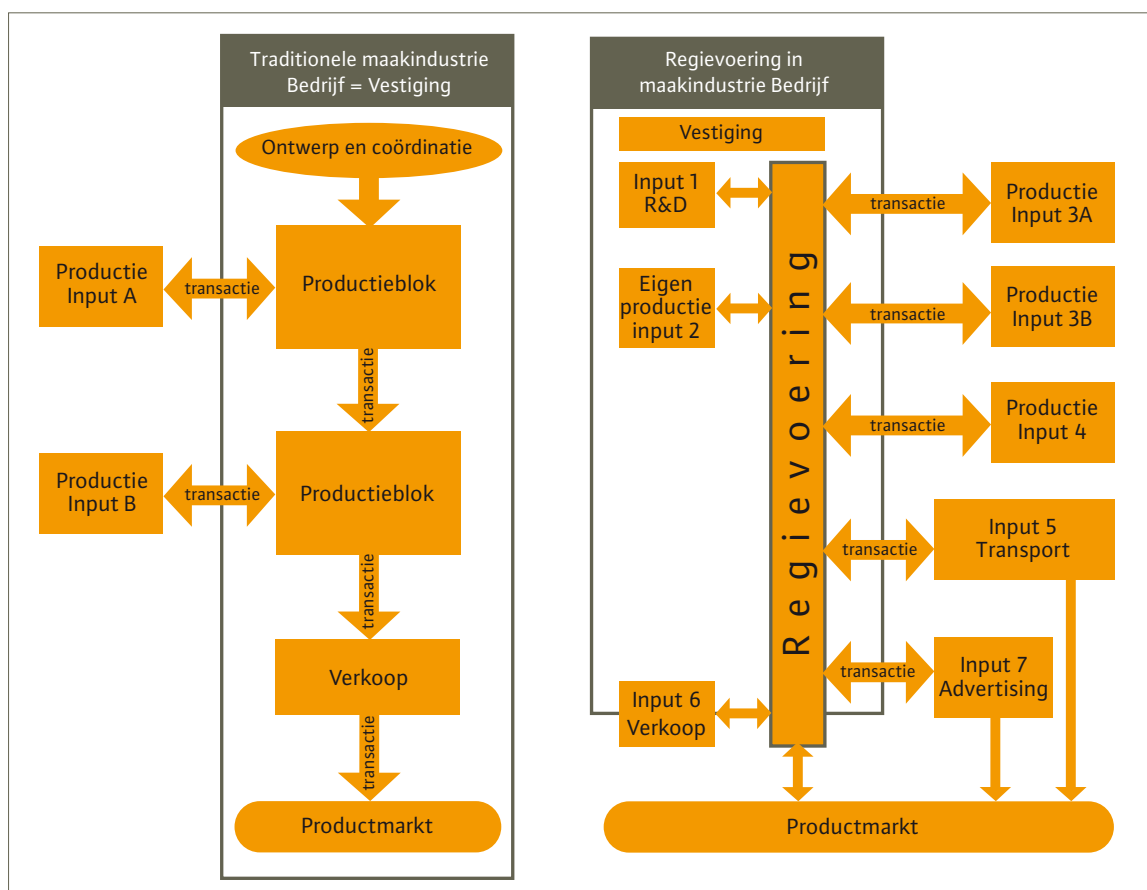 Traditionele maakindustrie
Bedrijf = Vestiging
Ontwerp en coördinatie
Productie
Input A
transactie
Productieblok
transactie
Productie
Input B
transactie
Productieblok
transactie
Verkoop
transactie
Productmarkt
Regievoering in
maakindustrie Bedrijf
Vestiging
Input 1
R&D
Eigen
productie
input 2
Input 6
Verkoop
Regievoering
transactie
Productie
Input 3A
transactie
Productie
Input 3B
transactie
Productie
Input 4
transactie
Input 5
Transport
transactie
Input 7
Advertising
Productmarkt